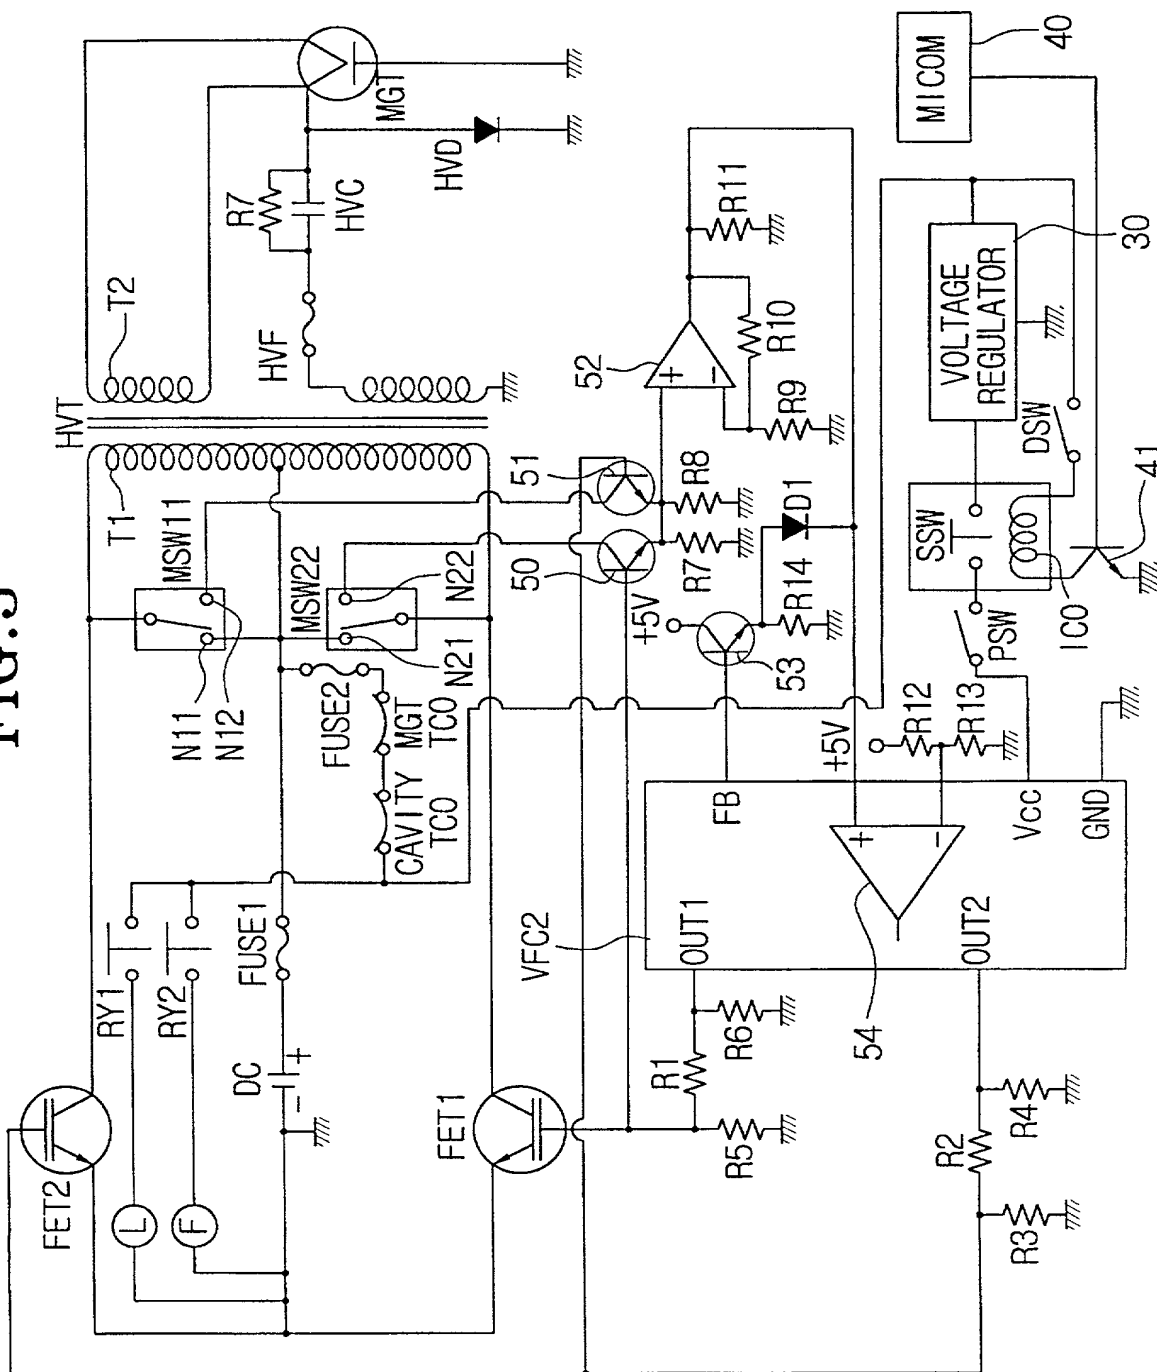 FIG.5
HVT
T2
T1
MGT
R7
HVC
HVD
HVF
MSW11
N11
N12
MSW22
N22
N21
FUSE2
MGT
TCO
CAVITY
TCO
RY1
RY2
FUSE1
DC
+
-
FET2
L
F
FET1
51
50
R8
R7
52
+
-
R11
R10
R9
+5V
53
D1
R14
+5V
R12
R13
VFC2
OUT1
OUT2
FB
+
-
Vcc
GND
54
R1
R6
R5
R2
R4
R3
MICOM
40
VOLTAGE
REGULATOR
30
DSW
SSW
PSW
ICO
41